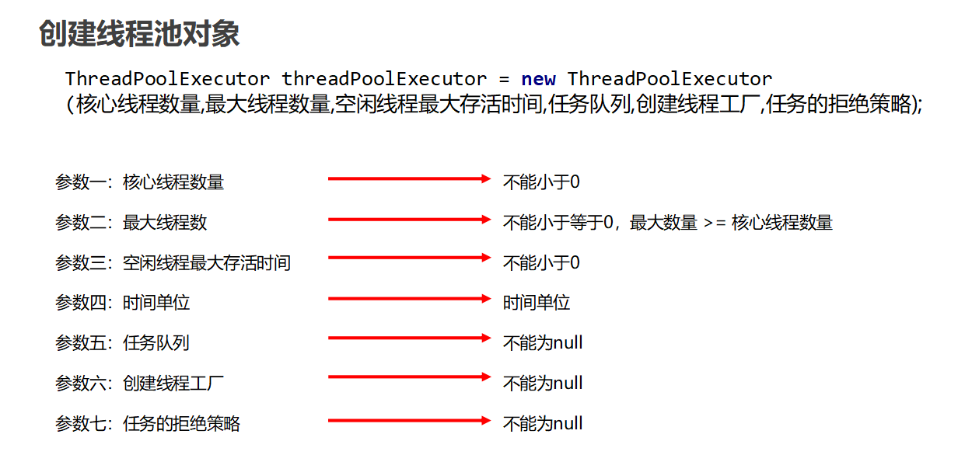 创建线程池对象
ThreadPoolExecutor threadPoolExecutor = new ThreadPoolExecutor
(核心线程数量,最大线程数量,空闲线程最大存活时间,任务队列,创建线程工厂,任务的拒绝策略);
参数一：核心线程数量 不能小于0
参数二：最大线程数 不能小于等于0，最大数量 >= 核心线程数量
参数三：空闲线程最大存活时间 不能小于0
参数四：时间单位 时间单位
参数五：任务队列 不能为null
参数六：创建线程工厂 不能为null
参数七：任务的拒绝策略 不能为null